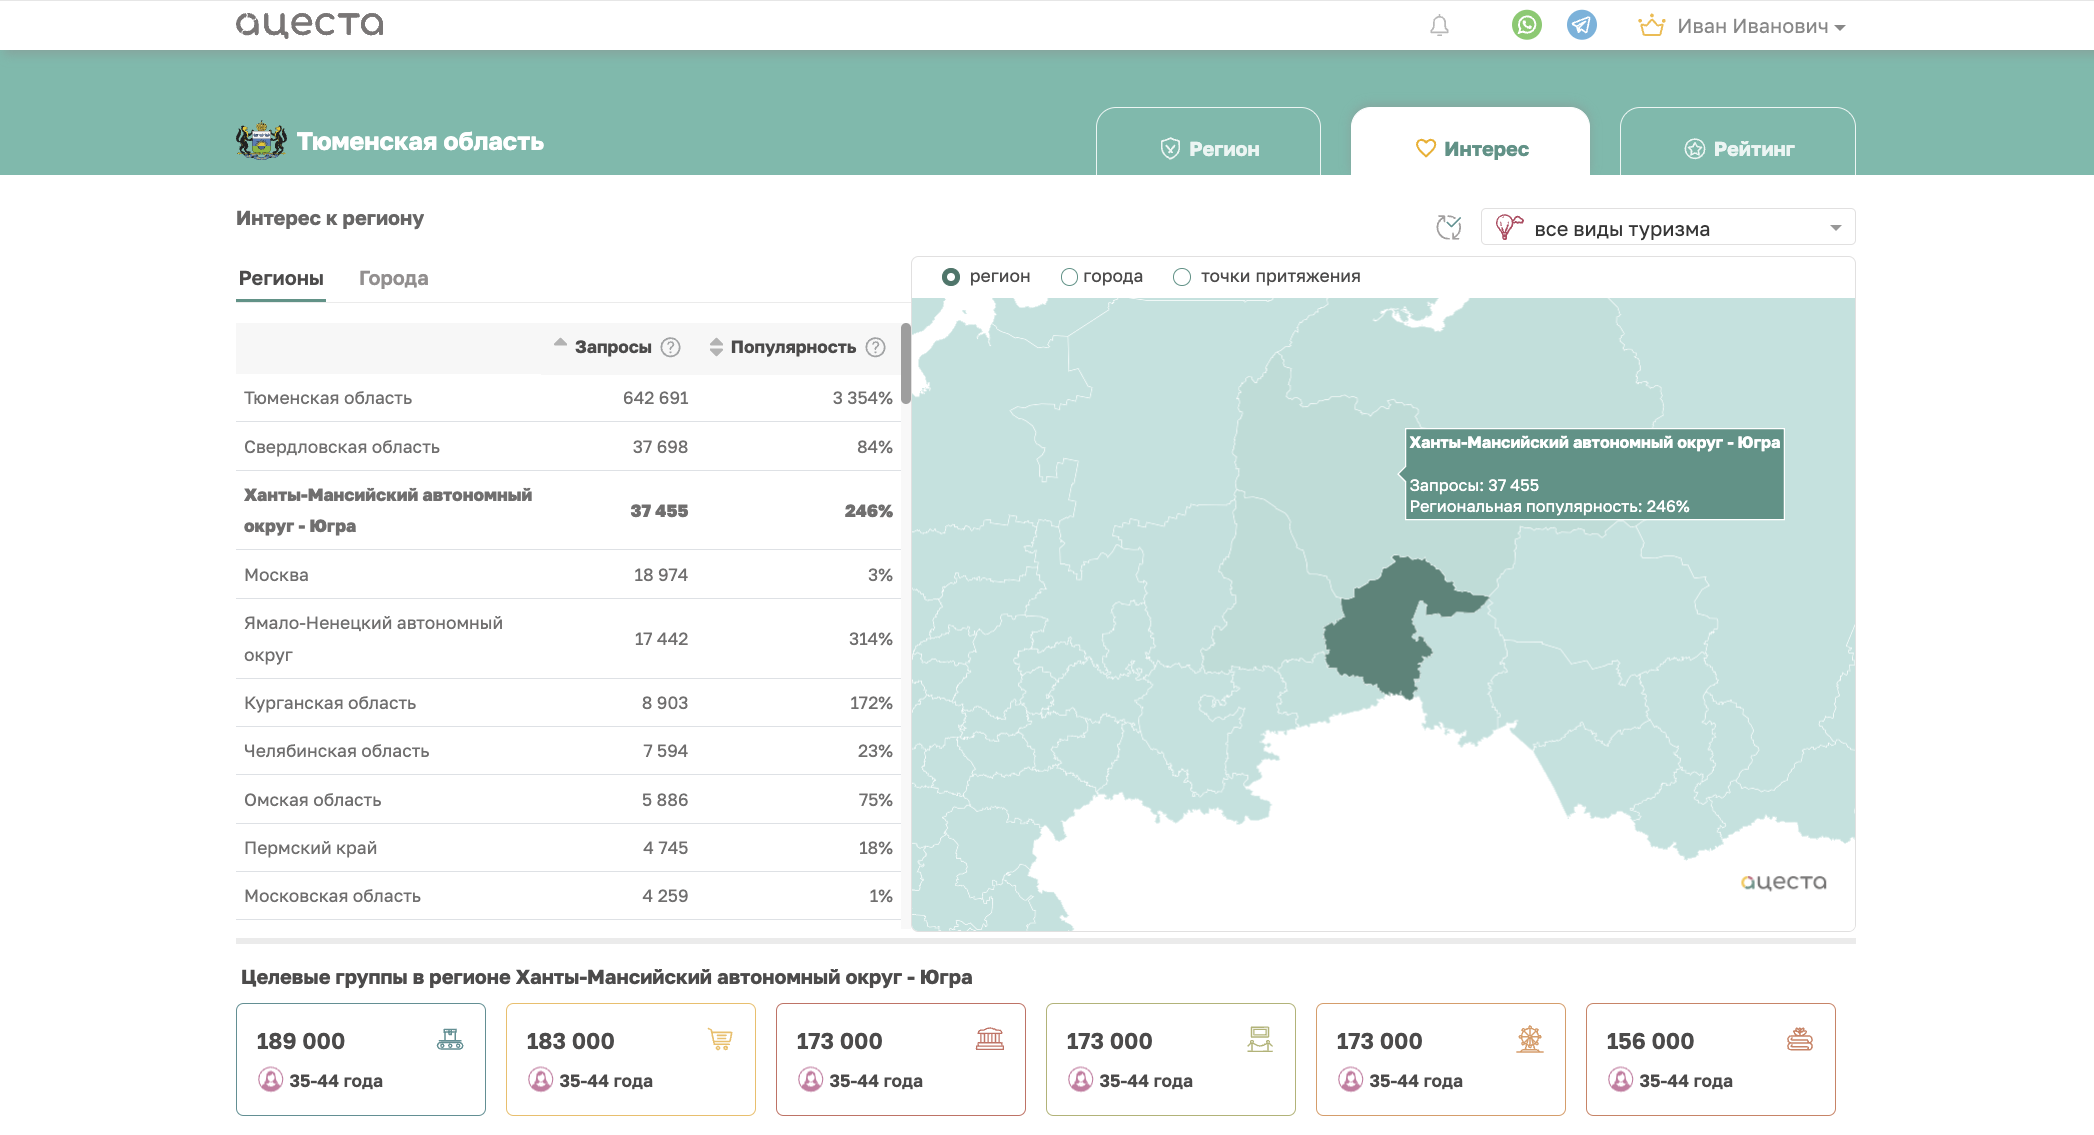 ацеста
Иван Иванович
Тюменская область
Регион
Интерес
Рейтинг
Интерес к региону
все виды туризма
Регионы
Города
регион
города
точки притяжения
Запросы ?
Популярность ?
Тюменская область 642 691 3 354%
Свердловская область 37 698 84%
Ханты-Мансийский автономный
округ - Югра 37 455 246%
Москва 18 974 3%
Ямало-Ненецкий автономный
округ 17 442 314%
Курганская область 8 903 172%
Челябинская область 7 594 23%
Омская область 5 886 75%
Пермский край 4 745 18%
Московская область 4 259 1%
Ханты-Мансийский автономный округ - Югра
Запросы: 37 455
Региональная популярность: 246%
ацеста
Целевые группы в регионе Ханты-Мансийский автономный округ - Югра
189 000
35-44 года
183 000
35-44 года
173 000
35-44 года
173 000
35-44 года
173 000
35-44 года
156 000
35-44 года